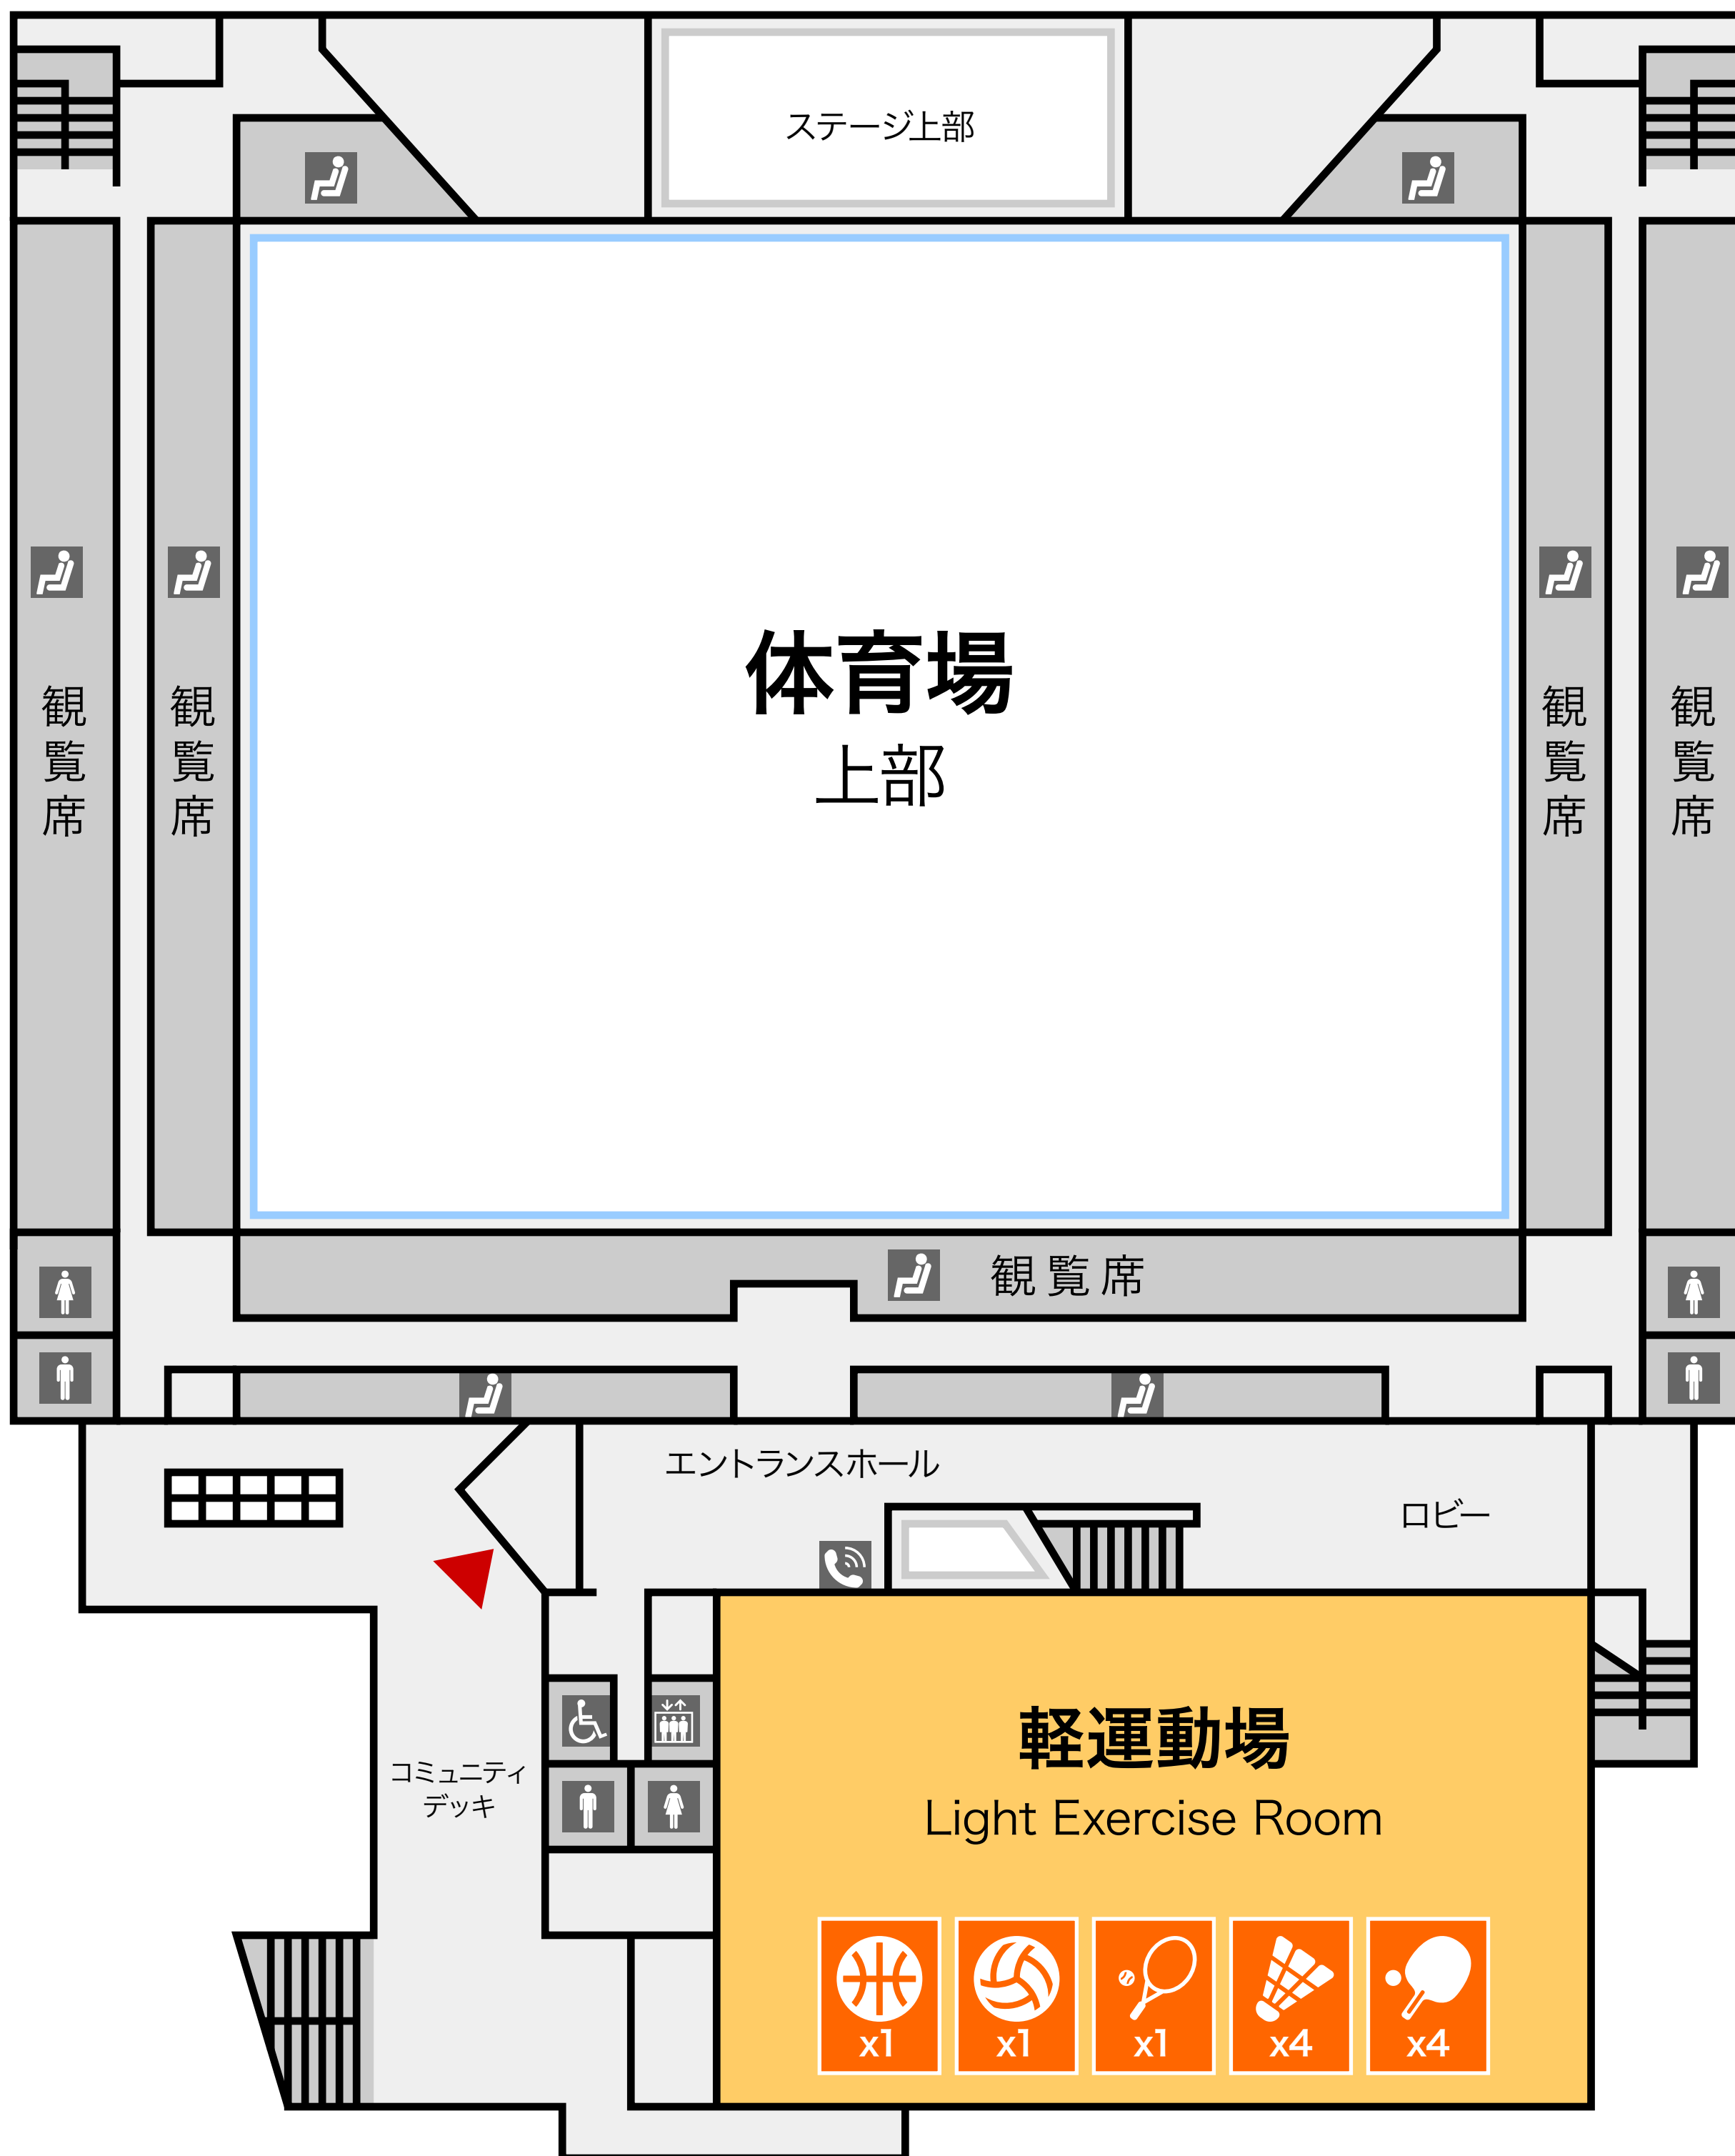 ステージ上部
体育場
上部
観覧席
観覧席
観覧席
観覧席
観覧席
エントランスホール
ロビー
コミュニティ
デッキ
軽運動場
Light Exercise Room
x1
x1
x1
x4
x4